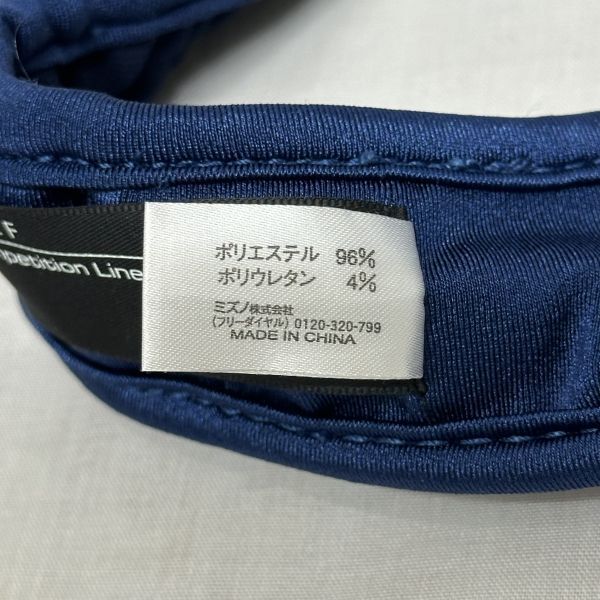 F
Competition Line
ポリエステル 96%
ポリウレタン 4%
ミズノ株式会社
(フリーダイヤル) 0120-320-799
MADE IN CHINA